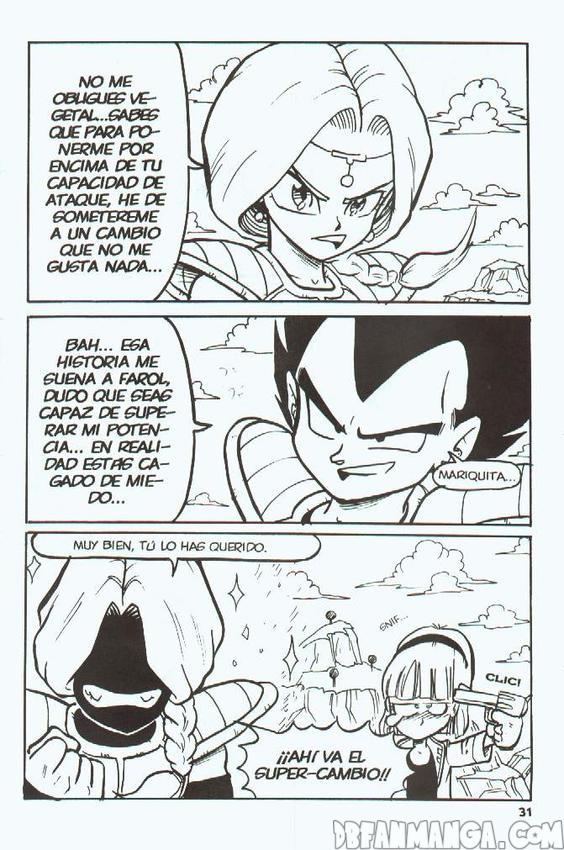 NO ME
OBLIGUES VE-
GETAL...SABES
QUE PARA PO-
NERME POR
ENCIMA DE TU
CAPACIDAD DE
ATAQUE, HE DE
SOMETEREME
A UN CAMBIO
QUE NO ME
GUSTA NADA...
BAH... ESA
HISTORIA ME
SUENA A FAROL,
DUDO QUE SEAS
CAPAZ DE SUPE-
RAR MI POTEN-
CIA... EN REALI-
DAD ESTÁS CA-
GADO DE MIE-
DO...
MARIQUITA...
MUY BIEN, TÚ LO HAS QUERIDO.
SNIF...
CLIC!
¡¡AHÍ VA EL
SUPER-CAMBIO!!
31
DBFANMANGA.COM